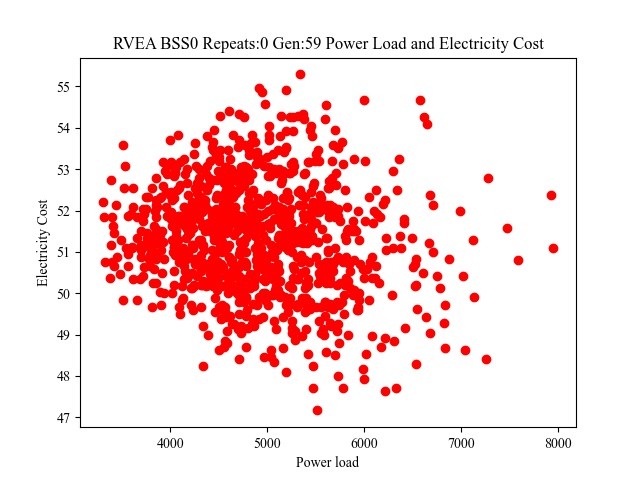 RVEA BSS0 Repeats:0 Gen:59 Power Load and Electricity Cost
55
54
53
52
51
50
49
48
47
Electricity Cost
4000 5000 6000 7000 8000
Power load